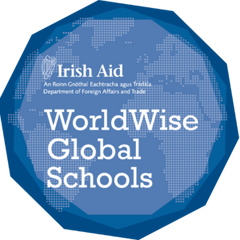 Irish Aid
An Roinn Gnóthaí Eachtracha agus Trádála
Department of Foreign Affairs and Trade
WorldWise
Global
Schools